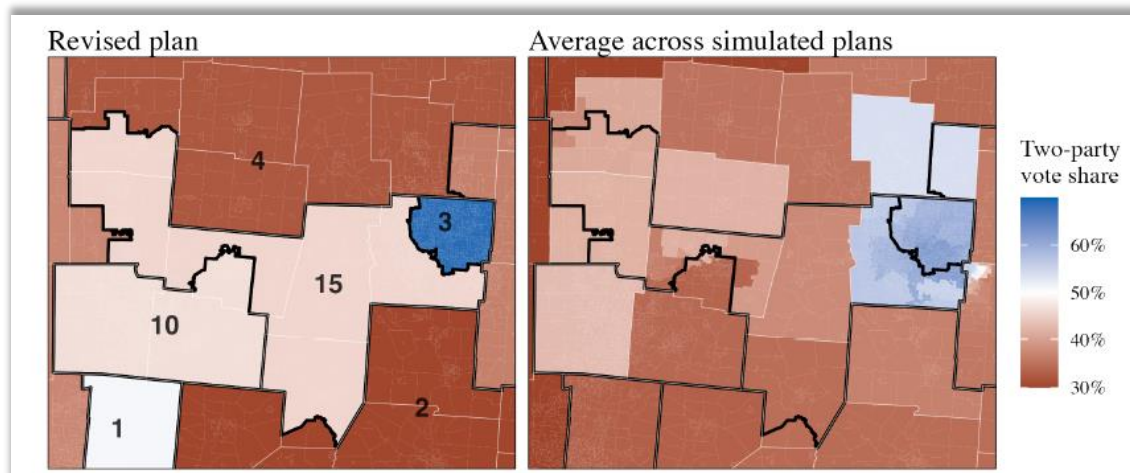 Revised plan
Average across simulated plans
4
3
15
10
1
2
Two-party
vote share
60%
50%
40%
30%